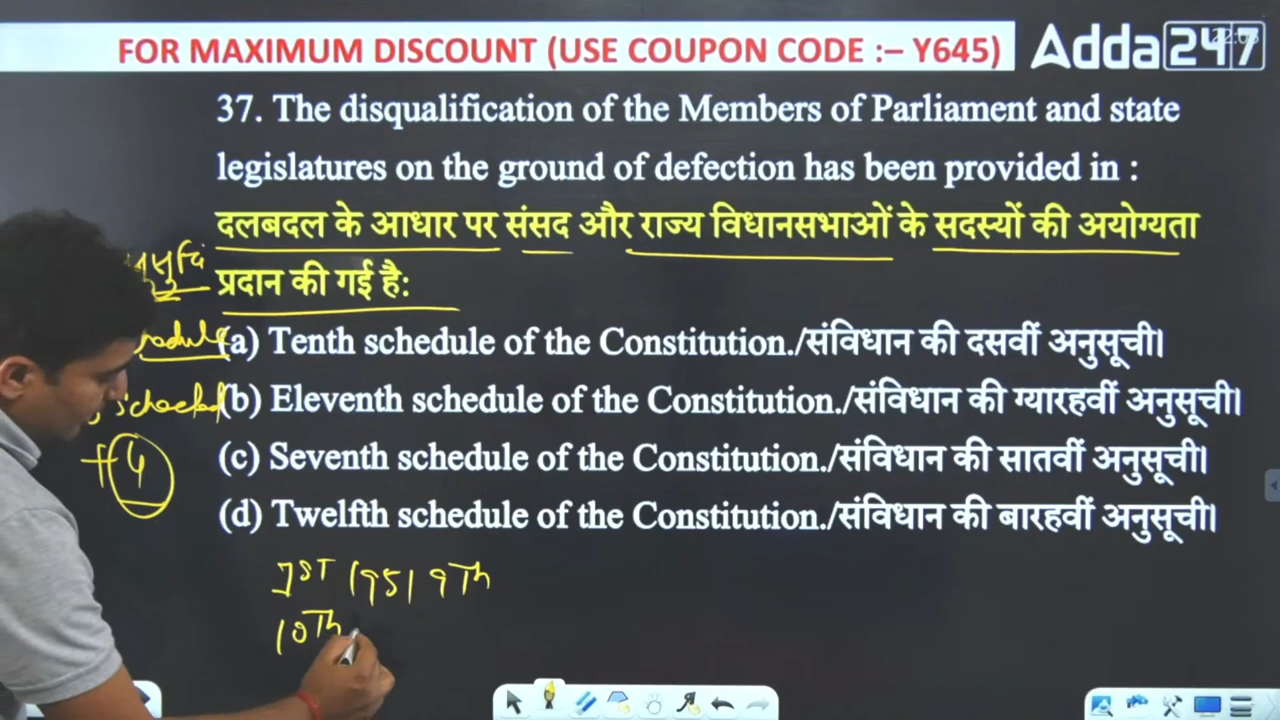 FOR MAXIMUM DISCOUNT (USE COUPON CODE :– Y645)
Adda247
37. The disqualification of the Members of Parliament and state
legislatures on the ground of defection has been provided in :
दलबदल के आधार पर संसद और राज्य विधानसभाओं के सदस्यों की अयोग्यता
प्रदान की गई है:
(a) Tenth schedule of the Constitution./संविधान की दसवीं अनुसूची।
(b) Eleventh schedule of the Constitution./संविधान की ग्यारहवीं अनुसूची।
(c) Seventh schedule of the Constitution./संविधान की सातवीं अनुसूची।
(d) Twelfth schedule of the Constitution./संविधान की बारहवीं अनुसूची।
+4
1ST 1951 9Th
10Th